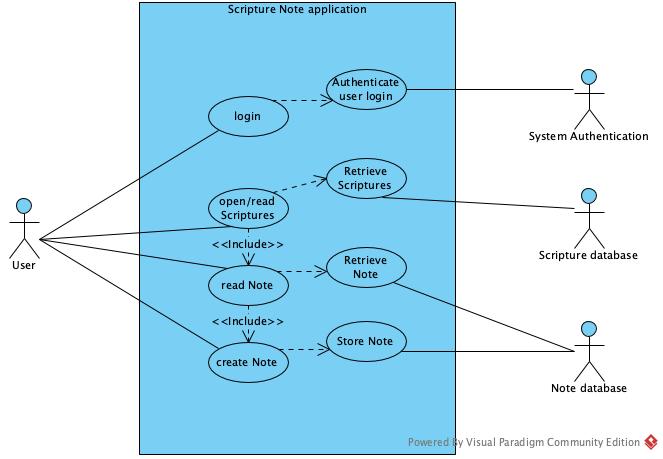 Scripture Note application
Authenticate
user login
login
System Authentication
Retrieve
Scriptures
open/read
Scriptures
Scripture database
User
<<Include>>
Retrieve
Note
read Note
<<Include>>
Store Note
create Note
Note database
Powered By Visual Paradigm Community Edition